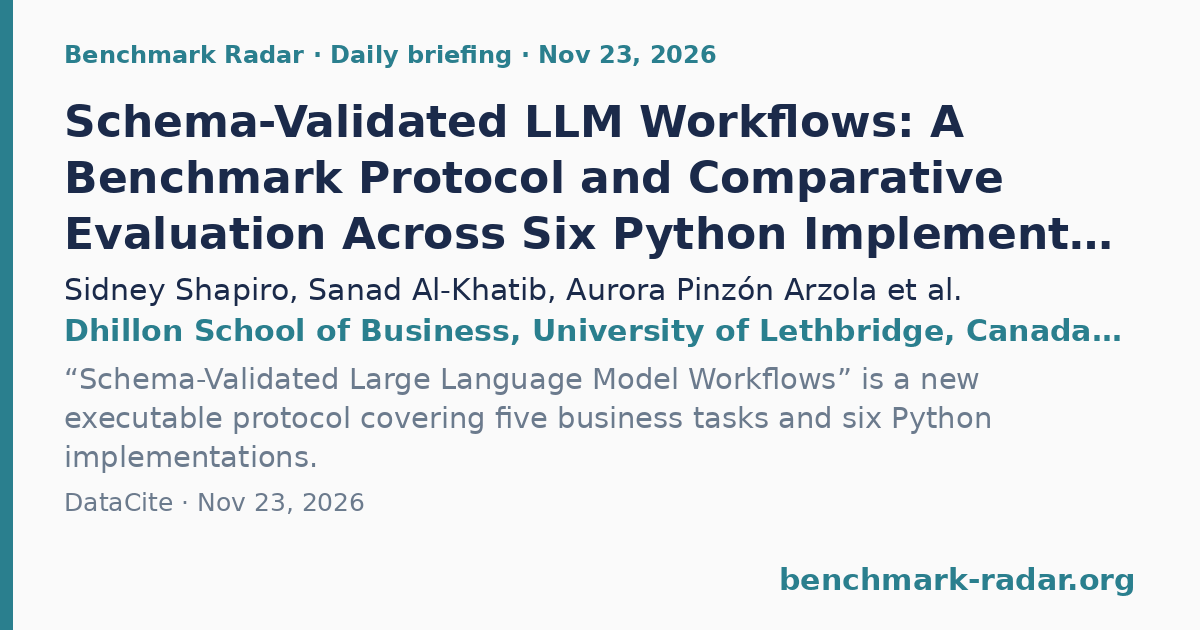 Benchmark Radar · Daily briefing · Nov 23, 2026
Schema-Validated LLM Workflows: A
Benchmark Protocol and Comparative
Evaluation Across Six Python Implement…
Sidney Shapiro, Sanad Al-Khatib, Aurora Pinzón Arzola et al.
Dhillon School of Business, University of Lethbridge, Canada…
“Schema-Validated Large Language Model Workflows” is a new
executable protocol covering five business tasks and six Python
implementations.
DataCite · Nov 23, 2026
benchmark-radar.org